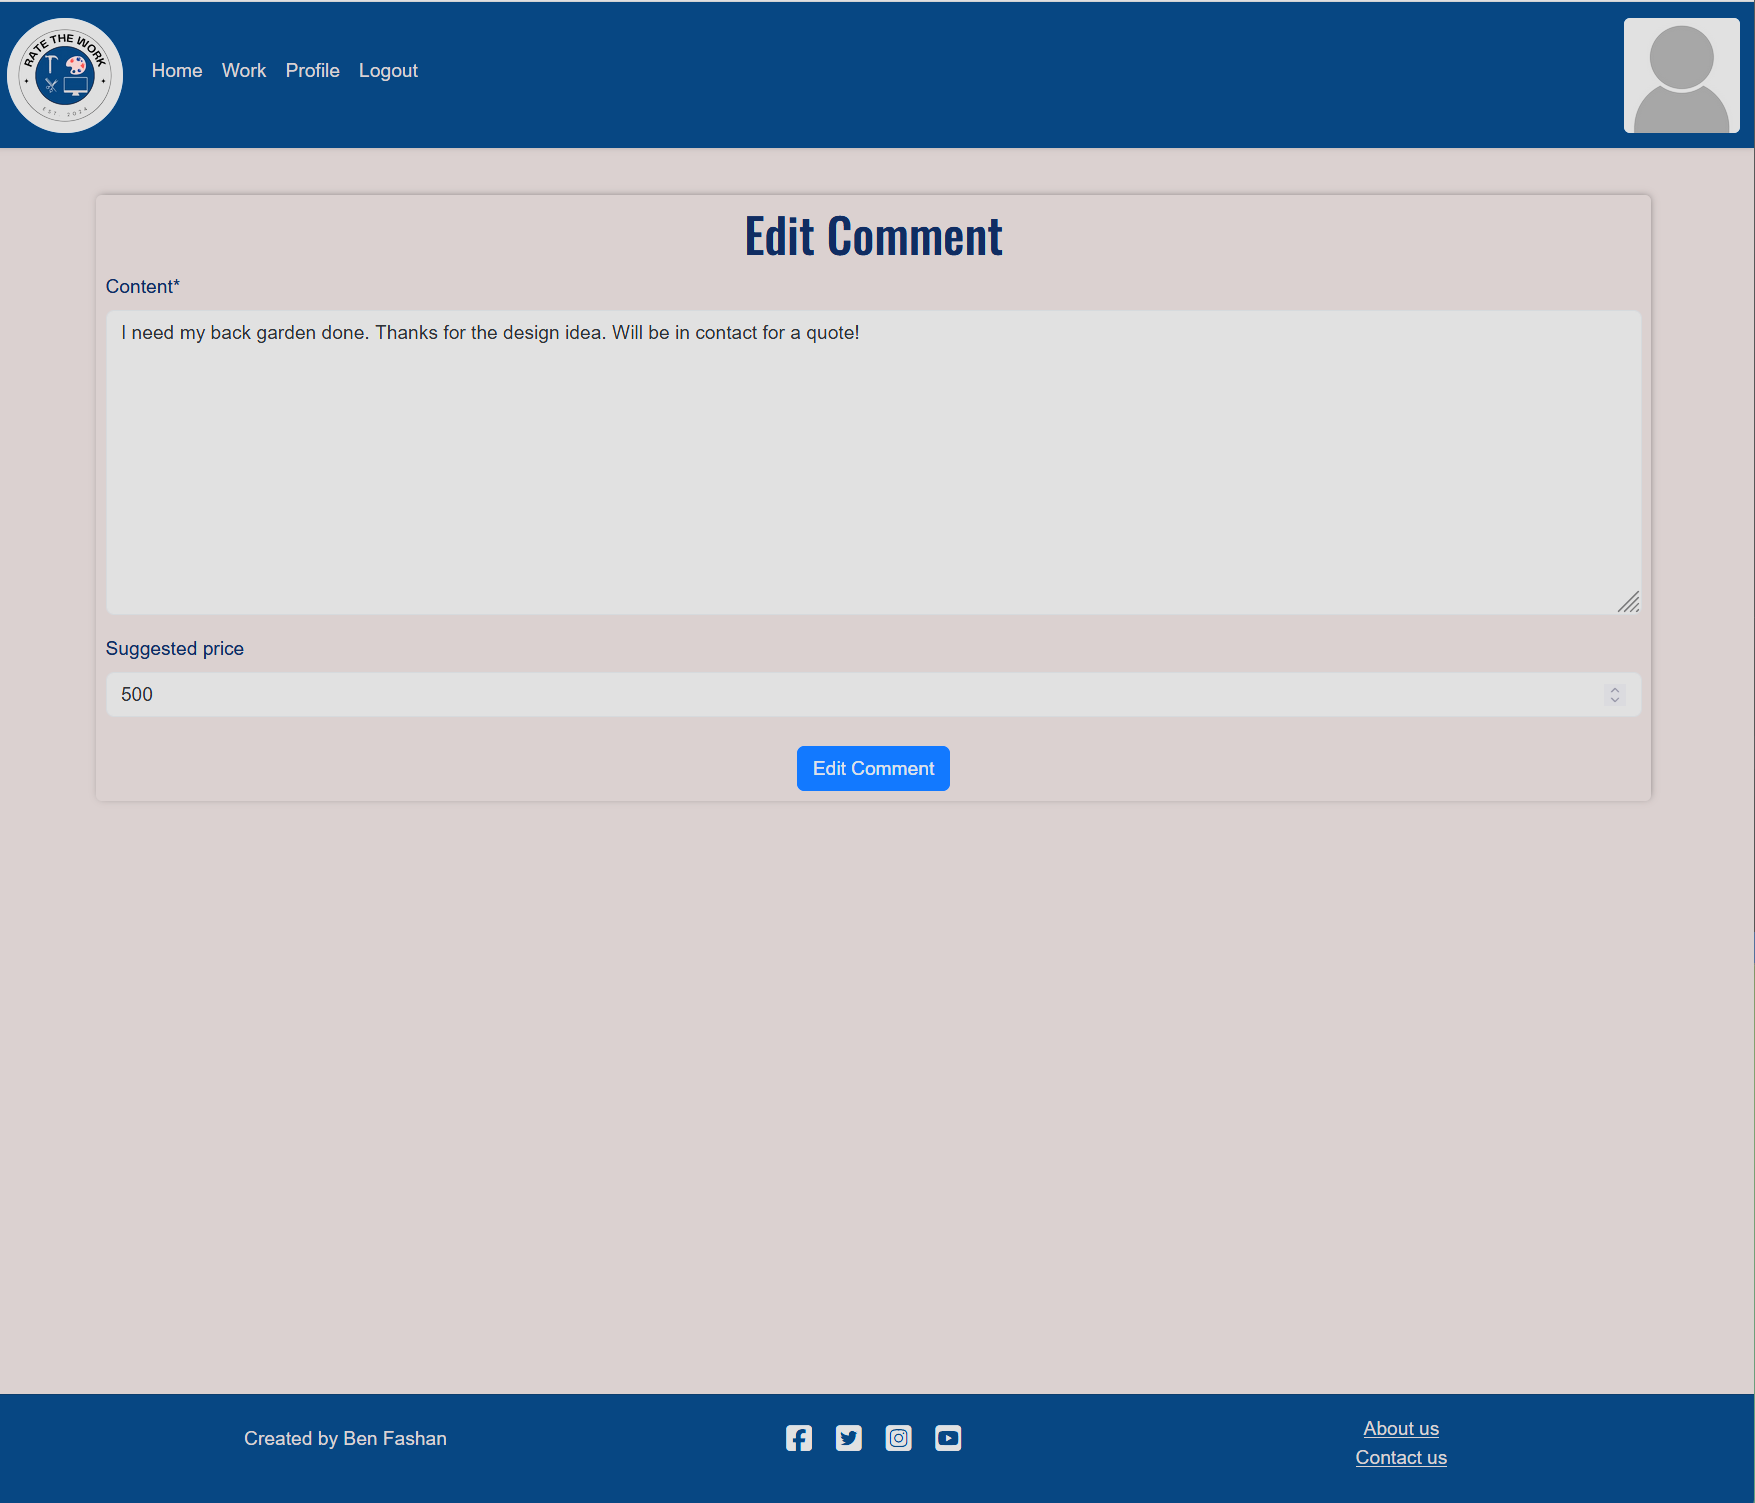 RATE THE WORK
EST 2024
Home Work Profile Logout
Edit Comment
Content*
I need my back garden done. Thanks for the design idea. Will be in contact for a quote!
Suggested price
500
Edit Comment
Created by Ben Fashan
About us
Contact us